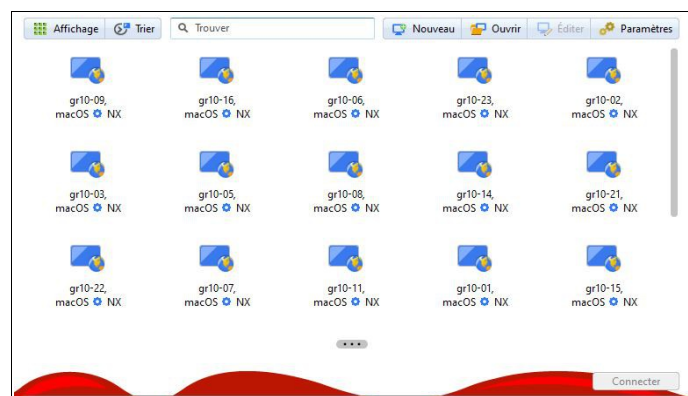 Affichage Trier Trouver Nouveau Ouvrir Éditer Paramètres
gr10-09, gr10-16, gr10-06, gr10-23, gr10-02,
macOS NX macOS NX macOS NX macOS NX macOS NX
gr10-03, gr10-05, gr10-08, gr10-14, gr10-21,
macOS NX macOS NX macOS NX macOS NX macOS NX
gr10-22, gr10-07, gr10-11, gr10-01, gr10-15,
macOS NX macOS NX macOS NX macOS NX macOS NX
Connecter